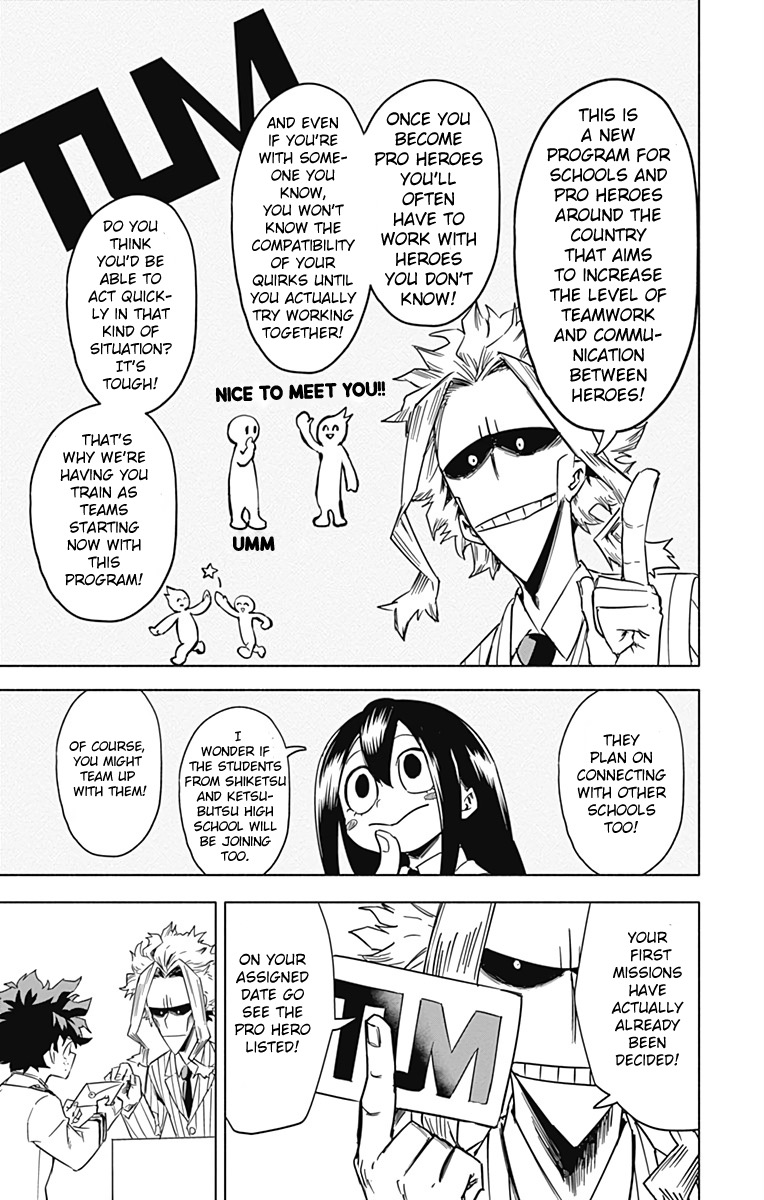 THIS IS
A NEW
PROGRAM FOR
SCHOOLS AND
PRO HEROES
AROUND THE
COUNTRY
THAT AIMS
TO INCREASE
THE LEVEL OF
TEAMWORK
AND COMMU-
NICATION
BETWEEN
HEROES!
ONCE YOU
BECOME
PRO HEROES
YOU'LL
OFTEN
HAVE TO
WORK WITH
HEROES
YOU DON'T
KNOW!
AND EVEN
IF YOU'RE
WITH SOME-
ONE YOU
KNOW,
YOU WON'T
KNOW THE
COMPATIBILITY
OF YOUR
QUIRKS UNTIL
YOU ACTUALLY
TRY WORKING
TOGETHER!
TUM
DO YOU
THINK
YOU'D BE
ABLE TO
ACT QUICK-
LY IN THAT
KIND OF
SITUATION?
IT'S
TOUGH!
NICE TO MEET YOU!!
UMM
THAT'S
WHY WE'RE
HAVING YOU
TRAIN AS
TEAMS
STARTING
NOW WITH
THIS
PROGRAM!
THEY
PLAN ON
CONNECTING
WITH OTHER
SCHOOLS
TOO!
I
WONDER IF
THE STUDENTS
FROM SHIKETSU
AND KETSU-
BUTSU HIGH
SCHOOL WILL
BE JOINING
TOO.
OF COURSE,
YOU MIGHT
TEAM UP
WITH THEM!
YOUR
FIRST
MISSIONS
HAVE
ACTUALLY
ALREADY
BEEN
DECIDED!
TUM
ON YOUR
ASSIGNED
DATE GO
SEE THE
PRO HERO
LISTED!